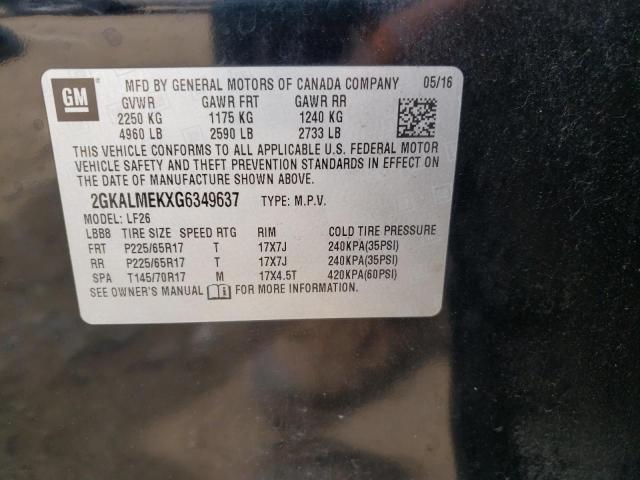 GM
MFD BY GENERAL MOTORS OF CANADA COMPANY 05/16
GVWR GAWR FRT GAWR RR
2250 KG 1175 KG 1240 KG
4960 LB 2590 LB 2733 LB
THIS VEHICLE CONFORMS TO ALL APPLICABLE U.S. FEDERAL MOTOR
VEHICLE SAFETY AND THEFT PREVENTION STANDARDS IN EFFECT ON
THE DATE OF MANUFACTURE SHOWN ABOVE.
2GKALMEKXG6349637 TYPE: M.P.V.
MODEL: LF26
LBB8 TIRE SIZE SPEED RTG RIM COLD TIRE PRESSURE
FRT P225/65R17 T 17X7J 240KPA(35PSI)
RR P225/65R17 T 17X7J 240KPA(35PSI)
SPA T145/70R17 M 17X4.5T 420KPA(60PSI)
SEE OWNER'S MANUAL FOR MORE INFORMATION.